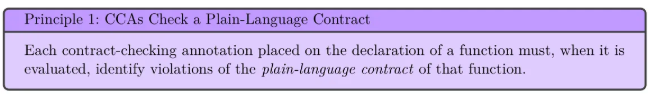 Principle 1: CCAs Check a Plain-Language Contract
Each contract-checking annotation placed on the declaration of a function must, when it is
evaluated, identify violations of the plain-language contract of that function.